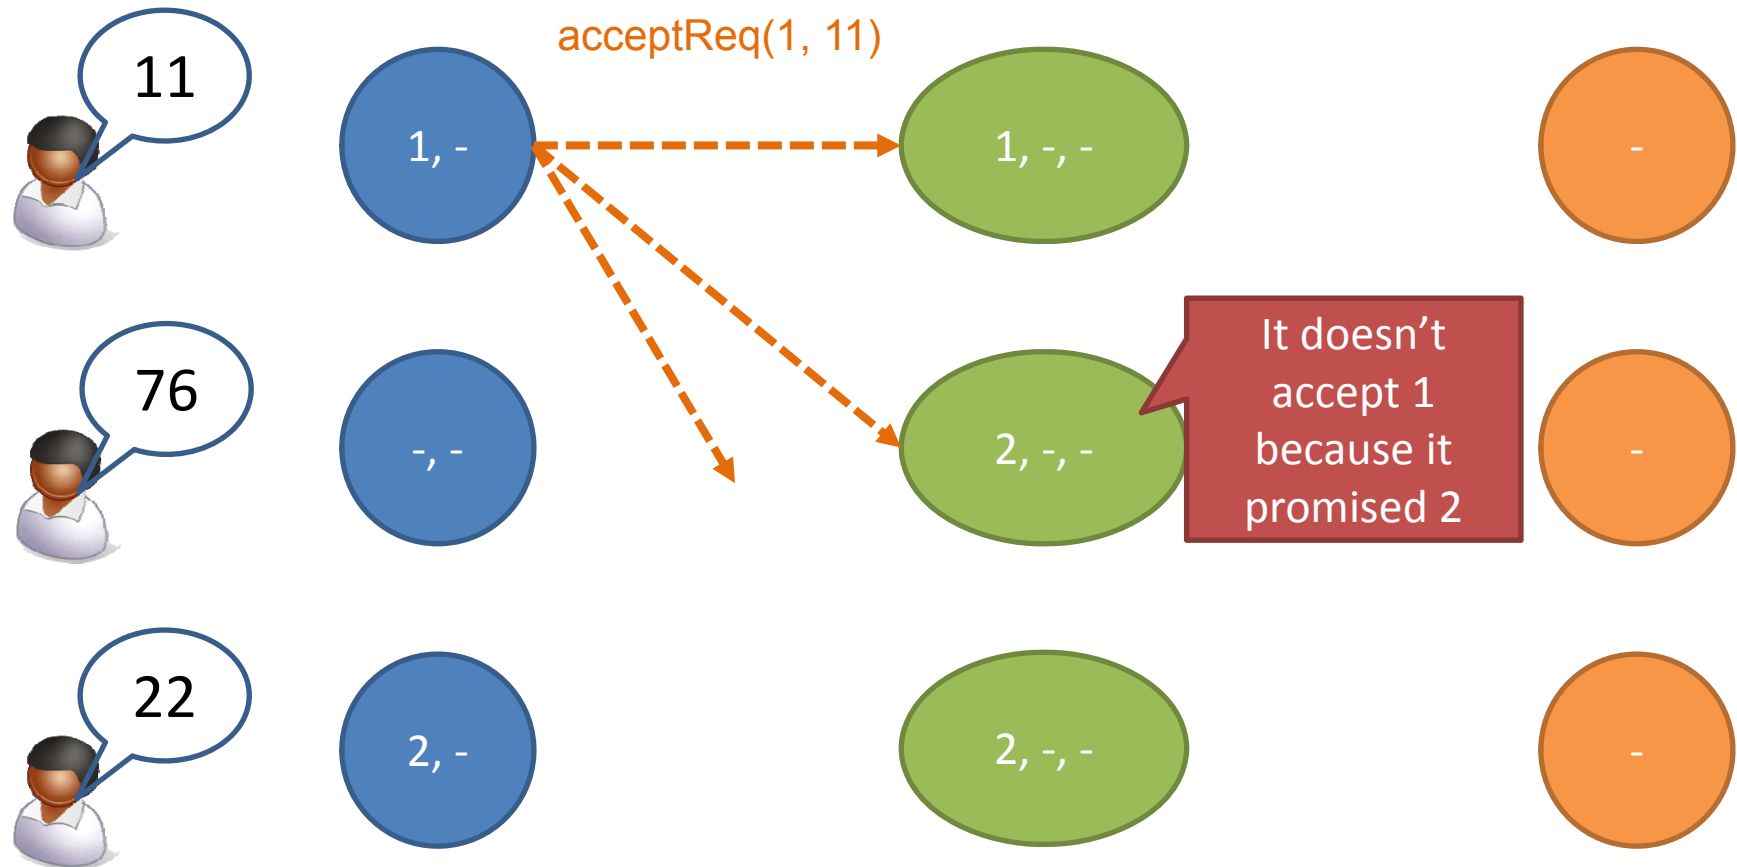 acceptReq(1, 11)
11
1, -
1, -, -
-
76
-, -
2, -, -
It doesn’t
accept 1
because it
promised 2
-
22
2, -
2, -, -
-